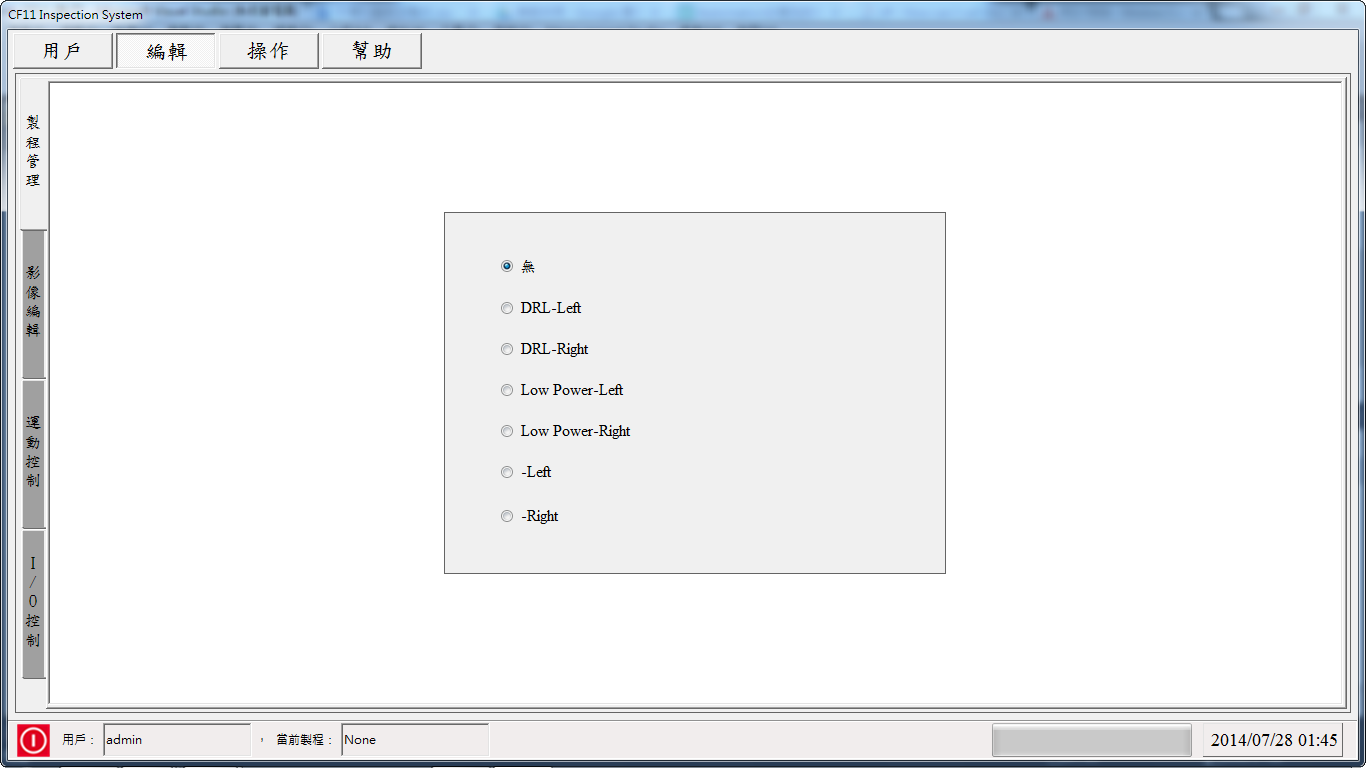 CF11 Inspection System
用戶 編輯 操作 幫助
製程管理
影像編輯
運動控制
I/O控制
無
DRL-Left
DRL-Right
Low Power-Left
Low Power-Right
-Left
-Right
用戶： admin ， 當前製程： None 2014/07/28 01:45